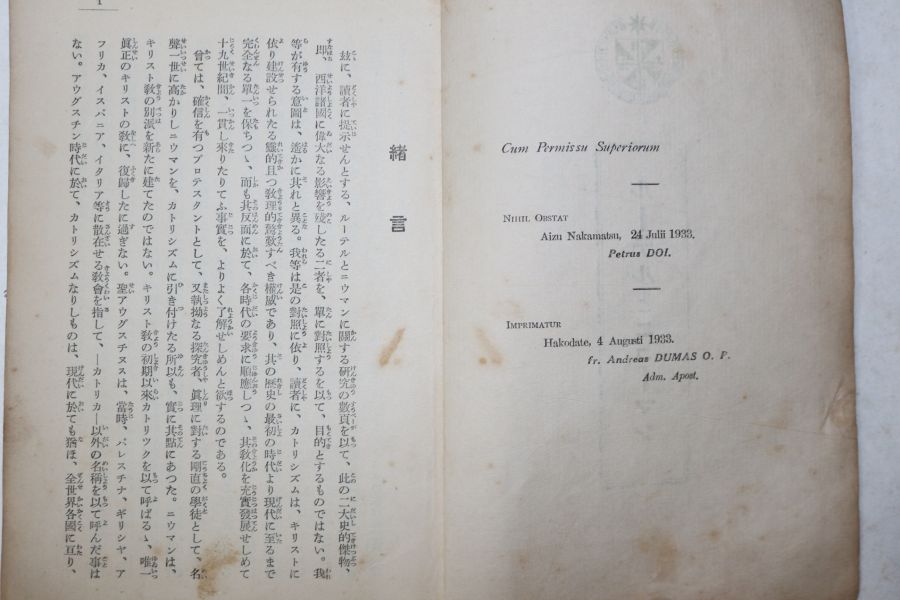 Cum Permissu Superiorum
NIHIL OBSTAT
Aizu Nakamatsu, 24 Julii 1933.
Petrus DOI.
IMPRIMATUR
Hakodate, 4 Augusti 1933.
fr. Andreas DUMAS O. P.
Adm. Apost.
1
緒言
玆に、讀者に提示せんとする、ルーテルとニウマンに關する研究の數頁を以て、此の二大史的傑物、
即、西洋諸國に偉大なる影響を殘したる二者を、單に對照するを以て、目的とするものではない。我
等が有する意圖は、遙かに其れと異る。我等は是の對照に依り、讀者に、カトリシズムは、キリストに
依り建設せられたる靈的且つ敎理的驚歎すべき權威であり、其の歷史の最初の時代より現代に至るまで
完全なる單一を保ちつゝ、而も其反面に於て、各時代の要求に順應しつゝ、其敎化を充實發展せしめて
十九世紀間、一貫し來りたりてふ事實を、よりよく了解せしめんと欲するのである。
曾ては、確信を有つプロテスタントとして、又執拗なる探究者、眞理に對する剛直の學徒として、名
聲一世に高かりしニウマンを、カトリシズムに引き付けたる所以も、實に其點にあつた。ニウマンは、
キリスト敎の別派を新たに建てたのではない。キリスト敎の初期以來カトリツクを以て呼ばるゝ、唯一
眞正のキリストの敎に、復歸したに過ぎない。聖アウグスチヌスは、當時、パレスチナ、ギリシヤ、ア
フリカ、イスパニア、イタリア等に散在せる敎會を指して、―カトリカ―以外の名稱を以て呼んだ事は
ない。アウグスチン時代に於て、カトリシズムなりしものは、現代に於ても猶ほ、全世界各國に亙り、